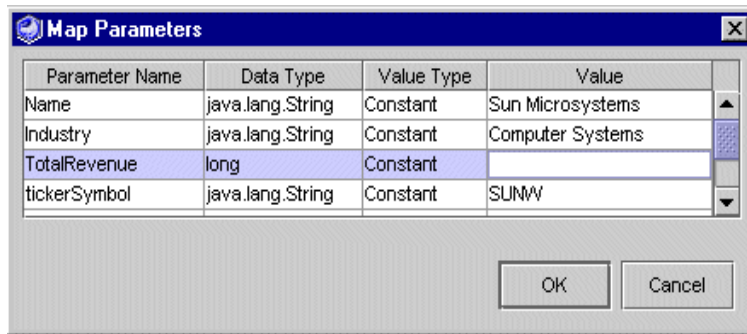 Map Parameters
Parameter Name Data Type Value Type Value
Name java.lang.String Constant Sun Microsystems
Industry java.lang.String Constant Computer Systems
TotalRevenue long Constant
tickerSymbol java.lang.String Constant SUNW
OK Cancel